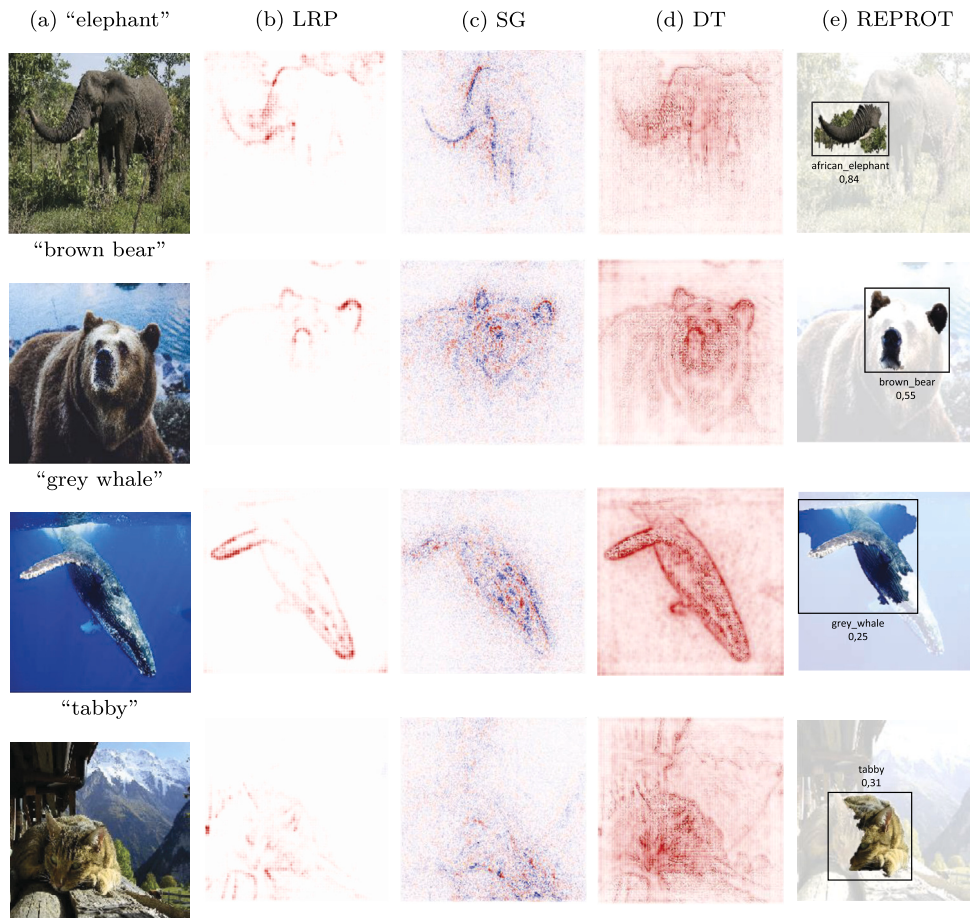 (a) “elephant” (b) LRP (c) SG (d) DT (e) REPROT
african_elephant
0,84
“brown bear”
brown_bear
0,55
“grey whale”
grey_whale
0,25
“tabby”
tabby
0,31